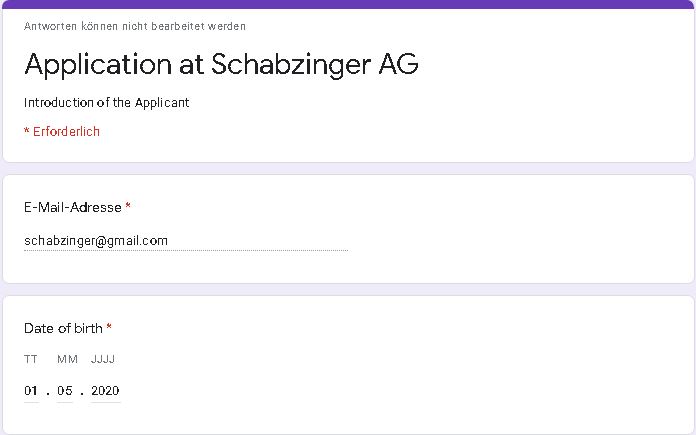 Antworten können nicht bearbeitet werden
Application at Schabzinger AG
Introduction of the Applicant
* Erforderlich
E-Mail-Adresse *
schabzinger@gmail.com
Date of birth *
TT MM JJJJ
01 . 05 . 2020